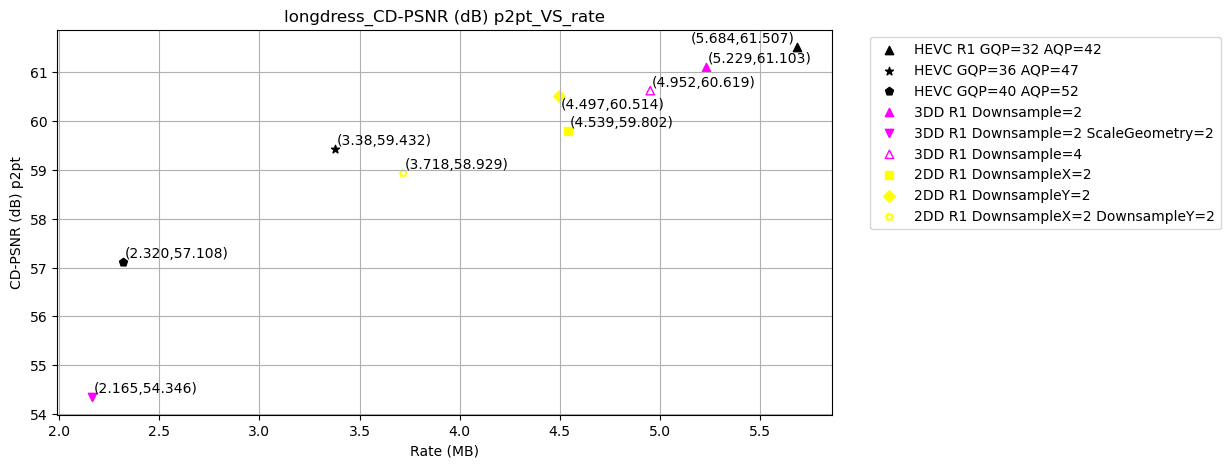 longdress_CD-PSNR (dB) p2pt_VS_rate
(5.684,61.507)
(5.229,61.103)
(4.952,60.619)
(4.497,60.514)
(4.539,59.802)
(3.38,59.432)
(3.718,58.929)
(2.320,57.108)
(2.165,54.346)
CD-PSNR (dB) p2pt
61
60
59
58
57
56
55
54
2.0 2.5 3.0 3.5 4.0 4.5 5.0 5.5
Rate (MB)
HEVC R1 GQP=32 AQP=42
HEVC GQP=36 AQP=47
HEVC GQP=40 AQP=52
3DD R1 Downsample=2
3DD R1 Downsample=2 ScaleGeometry=2
3DD R1 Downsample=4
2DD R1 DownsampleX=2
2DD R1 DownsampleY=2
2DD R1 DownsampleX=2 DownsampleY=2